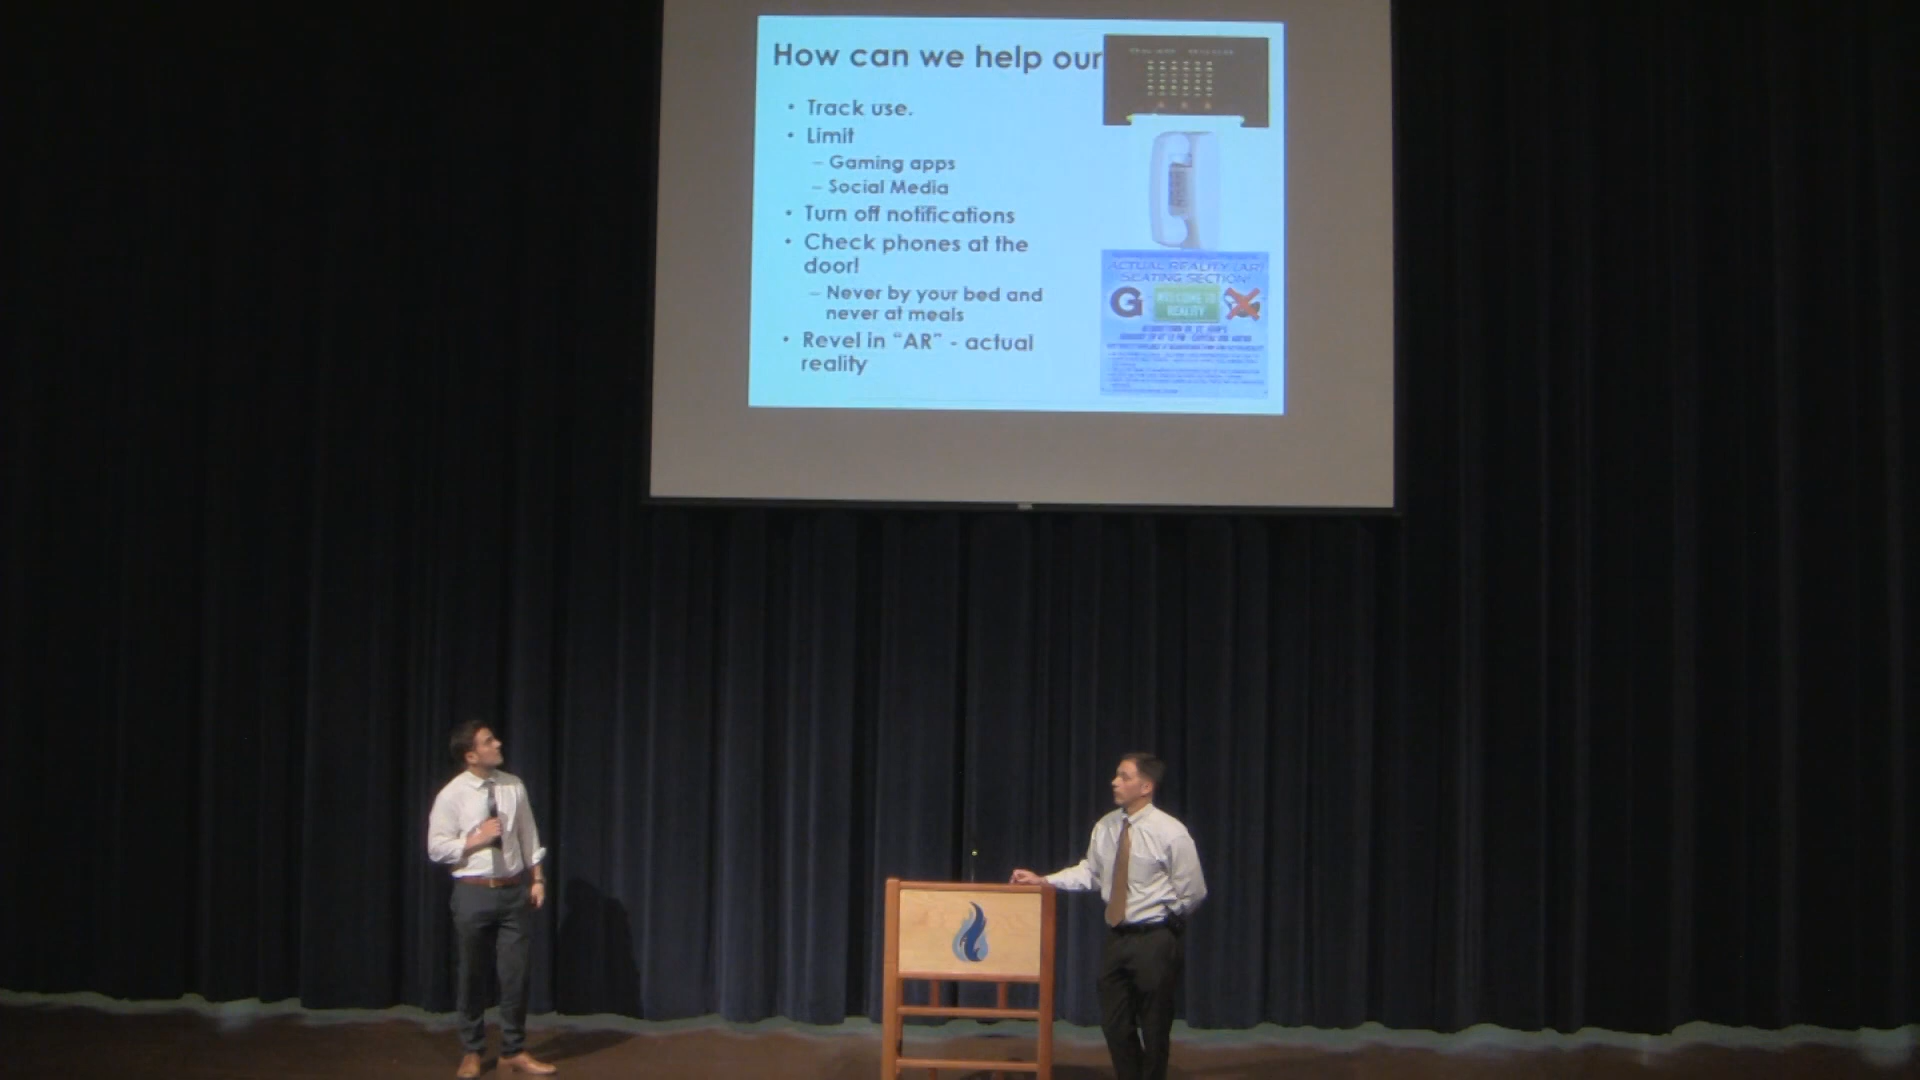 How can we help our
• Track use.
• Limit
– Gaming apps
– Social Media
• Turn off notifications
• Check phones at the
door!
– Never by your bed and
never at meals
• Revel in “AR” - actual
reality
ACTUAL REALITY (AR)
SEATING SECTION
G
WELCOME TO
REALITY